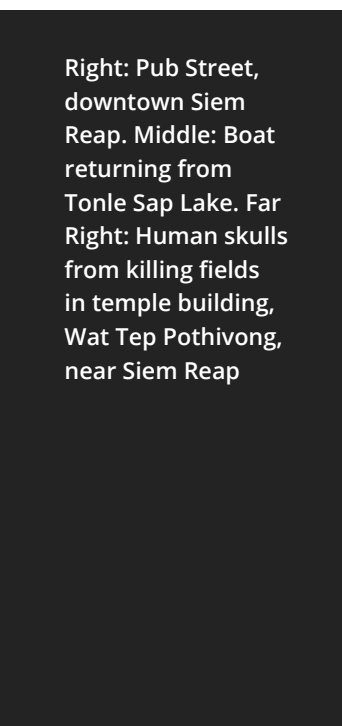 Right: Pub Street,
downtown Siem
Reap. Middle: Boat
returning from
Tonle Sap Lake. Far
Right: Human skulls
from killing fields
in temple building,
Wat Tep Pothivong,
near Siem Reap